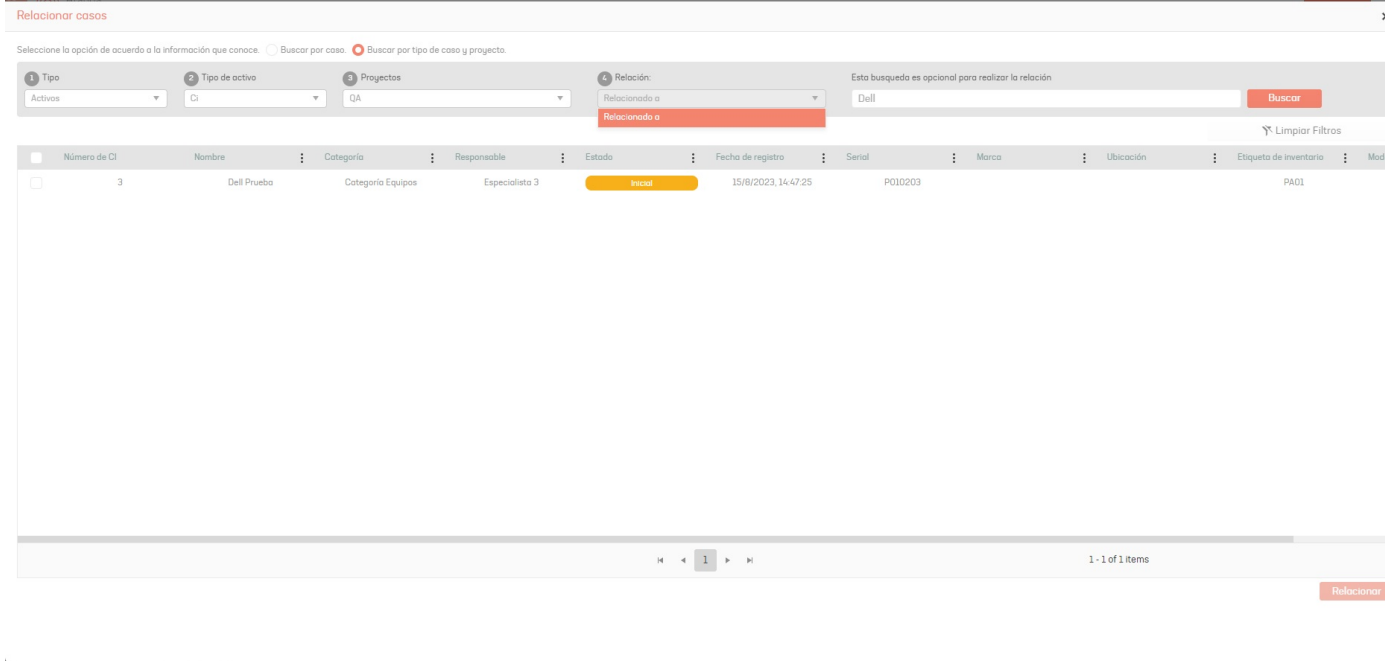 Relacionar casos
Seleccione la opción de acuerdo a la información que conoce. Buscar por caso. Buscar por tipo de caso y proyecto.
1 Tipo 2 Tipo de activo 3 Proyectos 4 Relación: Esta busqueda es opcional para realizar la relación
Activos Ci QA Relacionado a Dell Buscar
Relacionado a
Limpiar Filtros
Número de CI Nombre Categoría Responsable Estado Fecha de registro Serial Marca Ubicación Etiqueta de inventario Mod
3 Dell Prueba Categoría Equipos Especialista 3 Inicial 15/8/2023, 14:47:25 P010203 PA01
1 1 - 1 of 1 items
Relacionar